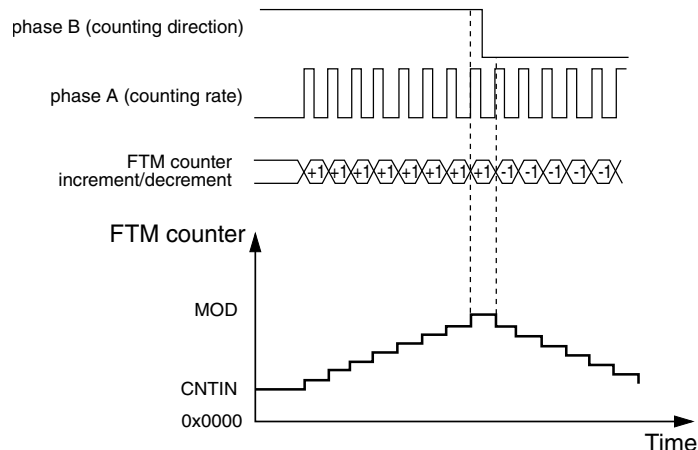 phase B (counting direction)
phase A (counting rate)
FTM counter
increment/decrement
+1 +1 +1 +1 +1 +1 +1 +1 -1 -1 -1 -1 -1
FTM counter
MOD
CNTIN
0x0000
Time